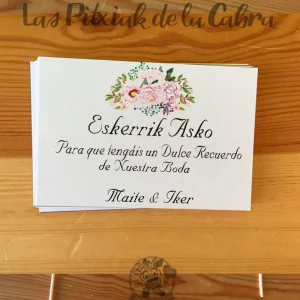 Las Pitxiak de la Cabra
Eskerrik Asko
Para que tengáis un Dulce Recuerdo
de Nuestra Boda
Maite & Iker